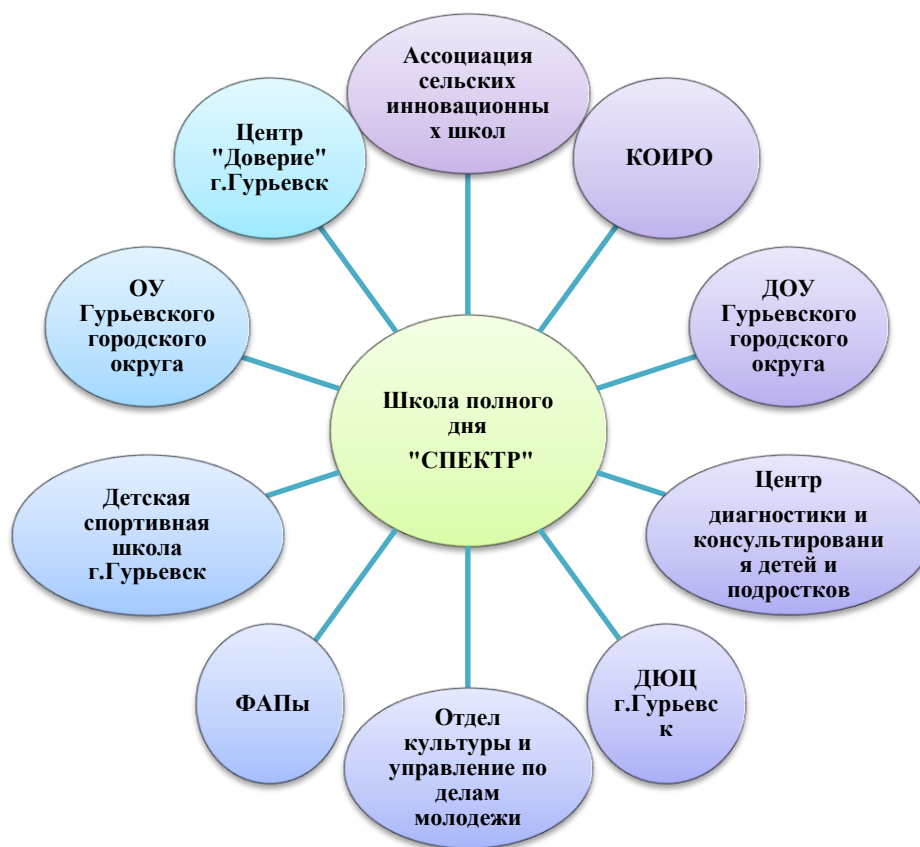 Ассоциация
сельских
инновационны
х школ
КОИРО
ДОУ
Гурьевского
городского
округа
Центр
диагностики и
консультировани
я детей и
подростков
ДЮЦ
г.Гурьевс
к
Отдел
культуры и
управление по
делам
молодежи
ФАПы
Детская
спортивная
школа
г.Гурьевск
ОУ
Гурьевского
городского
округа
Центр
"Доверие"
г.Гурьевск
Школа полного
дня
"СПЕКТР"